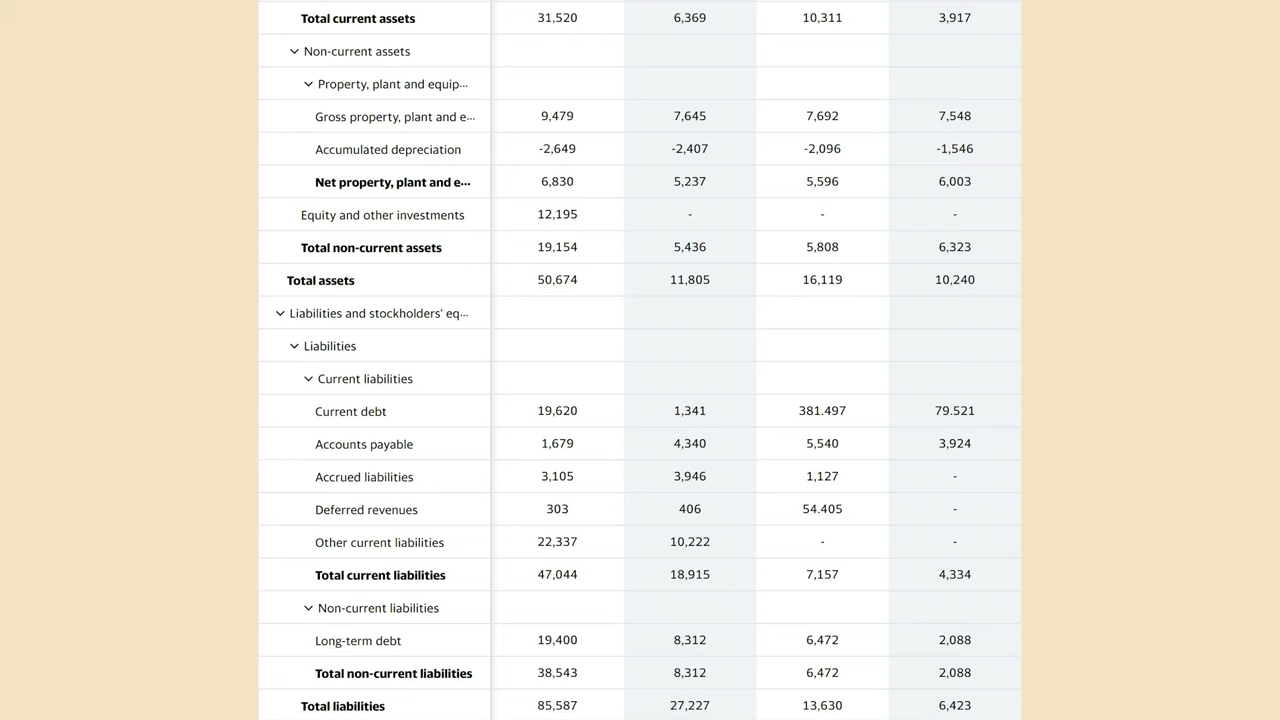 Total current assets 31,520 6,369 10,311 3,917
Non-current assets
Property, plant and equip...
Gross property, plant and e... 9,479 7,645 7,692 7,548
Accumulated depreciation -2,649 -2,407 -2,096 -1,546
Net property, plant and e... 6,830 5,237 5,596 6,003
Equity and other investments 12,195 - - -
Total non-current assets 19,154 5,436 5,808 6,323
Total assets 50,674 11,805 16,119 10,240
Liabilities and stockholders' eq...
Liabilities
Current liabilities
Current debt 19,620 1,341 381.497 79.521
Accounts payable 1,679 4,340 5,540 3,924
Accrued liabilities 3,105 3,946 1,127 -
Deferred revenues 303 406 54.405 -
Other current liabilities 22,337 10,222 - -
Total current liabilities 47,044 18,915 7,157 4,334
Non-current liabilities
Long-term debt 19,400 8,312 6,472 2,088
Total non-current liabilities 38,543 8,312 6,472 2,088
Total liabilities 85,587 27,227 13,630 6,423